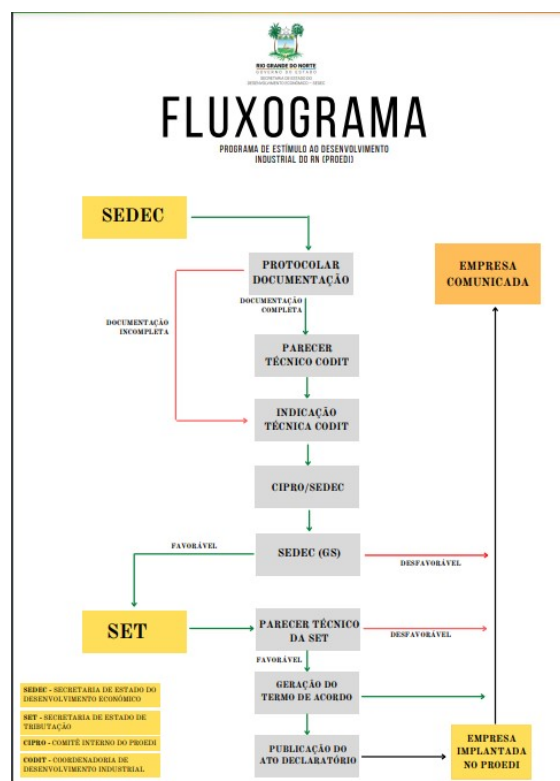 RIO GRANDE DO NORTE
GOVERNO DO ESTADO
SECRETARIA DE ESTADO DO
DESENVOLVIMENTO ECONÔMICO - SEDEC
FLUXOGRAMA
PROGRAMA DE ESTÍMULO AO DESENVOLVIMENTO
INDUSTRIAL DO RN (PROEDI)
SEDEC
PROTOCOLAR
DOCUMENTAÇÃO
EMPRESA
COMUNICADA
DOCUMENTAÇÃO
COMPLETA
DOCUMENTAÇÃO
INCOMPLETA
PARECER
TÉCNICO CODIT
INDICAÇÃO
TÉCNICA CODIT
CIPRO/SEDEC
FAVORÁVEL
SEDEC (GS)
DESFAVORÁVEL
SET
PARECER TÉCNICO
DA SET
DESFAVORÁVEL
FAVORÁVEL
GERAÇÃO DO
TERMO DE ACORDO
PUBLICAÇÃO DO
ATO DECLARATÓRIO
EMPRESA
IMPLANTADA
NO PROEDI
SEDEC - SECRETARIA DE ESTADO DO
DESENVOLVIMENTO ECONÔMICO
SET - SECRETARIA DE ESTADO DE
TRIBUTAÇÃO
CIPRO - COMITÊ INTERNO DO PROEDI
CODIT - COORDENADORIA DE
DESENVOLVIMENTO INDUSTRIAL